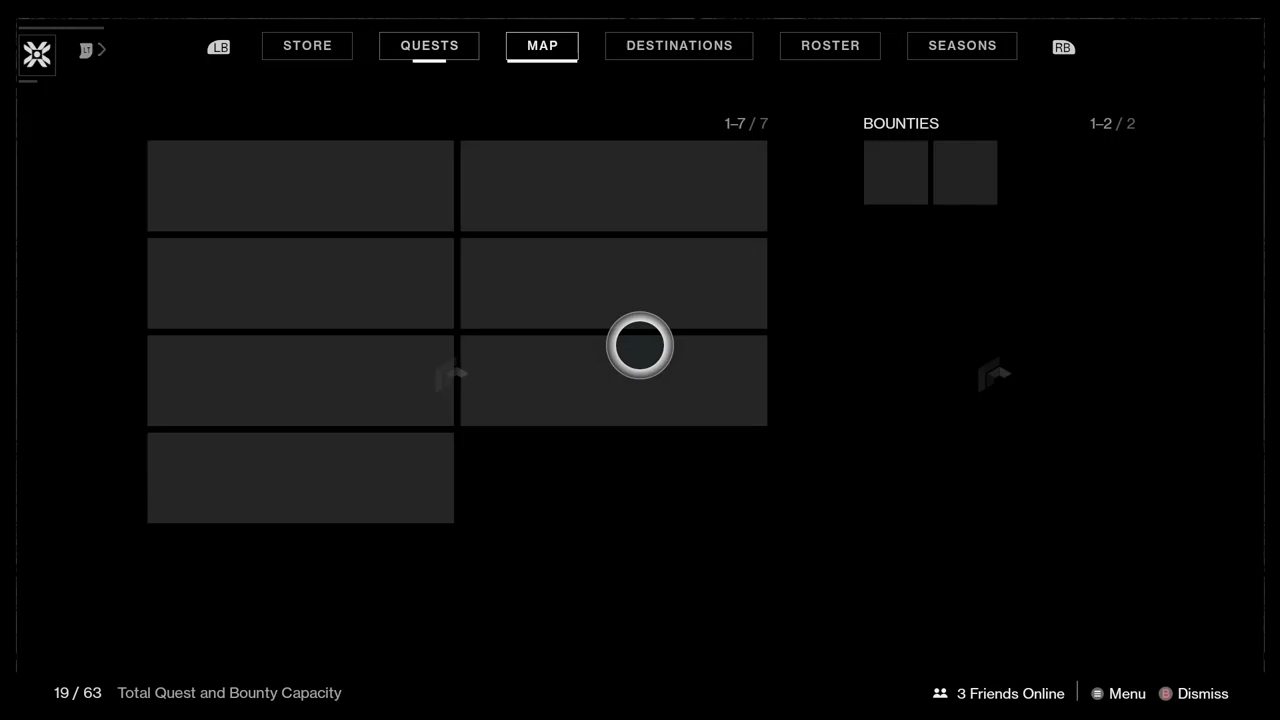 LT
LB
STORE
QUESTS
MAP
DESTINATIONS
ROSTER
SEASONS
RB
1–7 / 7
BOUNTIES
1–2 / 2
19 / 63
Total Quest and Bounty Capacity
3 Friends Online
Menu
B
Dismiss